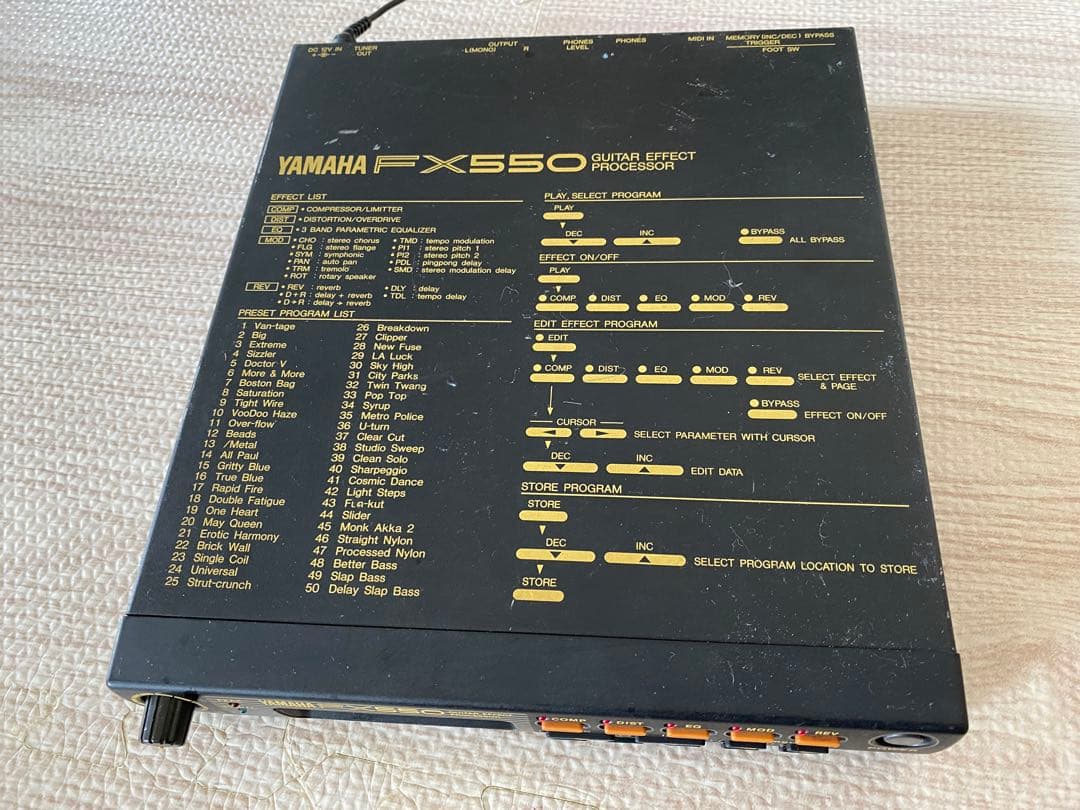 DC 12V IN
TUNER OUT
OUTPUT
L(MONO) R
PHONES LEVEL
PHONES
MIDI IN
MEMORY (INC/DEC) BYPASS
TRIGGER
FOOT SW
YAMAHA FX550 GUITAR EFFECT PROCESSOR
EFFECT LIST
COMP • COMPRESSOR/LIMITTER
DIST • DISTORTION/OVERDRIVE
EQ • 3 BAND PARAMETRIC EQUALIZER
MOD • CHO : stereo chorus • TMD : tempo modulation
• FLG : stereo flange • PI1 : stereo pitch 1
• SYM : symphonic • PI2 : stereo pitch 2
• PAN : auto pan • PDL : pingpong delay
• TRM : tremolo • SMD : stereo modulation delay
• ROT : rotary speaker
REV • REV : reverb • DLY : delay
• D+R : delay + reverb • TDL : tempo delay
• D→R : delay → reverb
PRESET PROGRAM LIST
1 Van-tage
2 Big
3 Extreme
4 Sizzler
5 Doctor V
6 More & More
7 Boston Bag
8 Saturation
9 Tight Wire
10 VooDoo Haze
11 Over-flow
12 Beads
13 /Metal
14 All Paul
15 Gritty Blue
16 True Blue
17 Rapid Fire
18 Double Fatigue
19 One Heart
20 May Queen
21 Erotic Harmony
22 Brick Wall
23 Single Coil
24 Universal
25 Strut-crunch
26 Breakdown
27 Clipper
28 New Fuse
29 LA Luck
30 Sky High
31 City Parks
32 Twin Twang
33 Pop Top
34 Syrup
35 Metro Police
36 U-turn
37 Clear Cut
38 Studio Sweep
39 Clean Solo
40 Sharpeggio
41 Cosmic Dance
42 Light Steps
43
44 Slider
45 Monk Akka 2
46 Straight Nylon
47 Processed Nylon
48 Better Bass
49 Slap Bass
50 Delay Slap Bass
PLAY, SELECT PROGRAM
PLAY
DEC INC BYPASS
ALL BYPASS
EFFECT ON/OFF
PLAY
COMP DIST EQ MOD REV
EDIT EFFECT PROGRAM
EDIT
COMP DIST EQ MOD REV
SELECT EFFECT & PAGE
BYPASS
EFFECT ON/OFF
CURSOR
SELECT PARAMETER WITH CURSOR
DEC INC
EDIT DATA
STORE PROGRAM
STORE
DEC INC
SELECT PROGRAM LOCATION TO STORE
STORE
YAMAHA FX550
COMP DIST EQ MOD REV